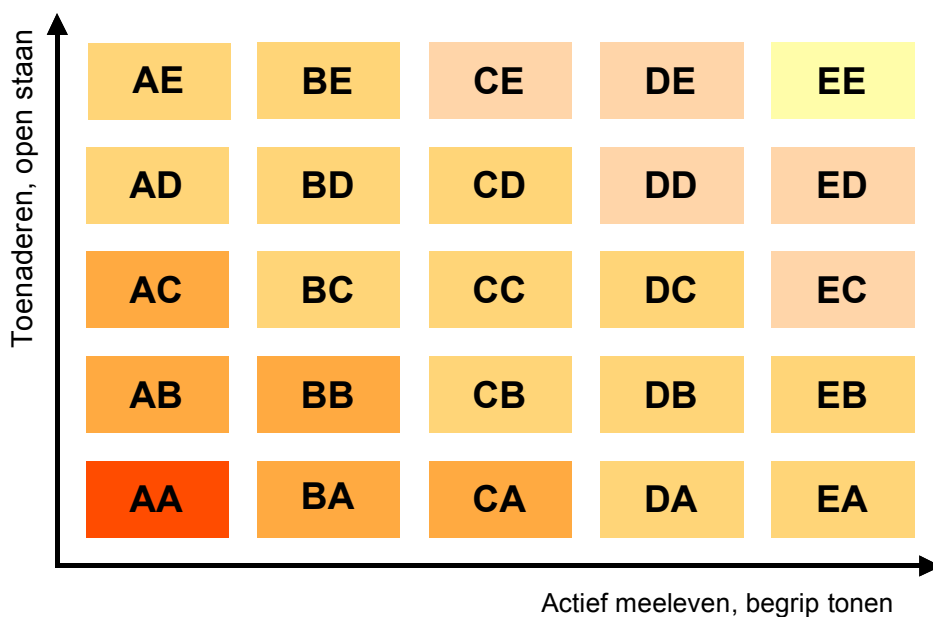 Toenaderen, open staan
AE BE CE DE EE
AD BD CD DD ED
AC BC CC DC EC
AB BB CB DB EB
AA BA CA DA EA
Actief meeleven, begrip tonen